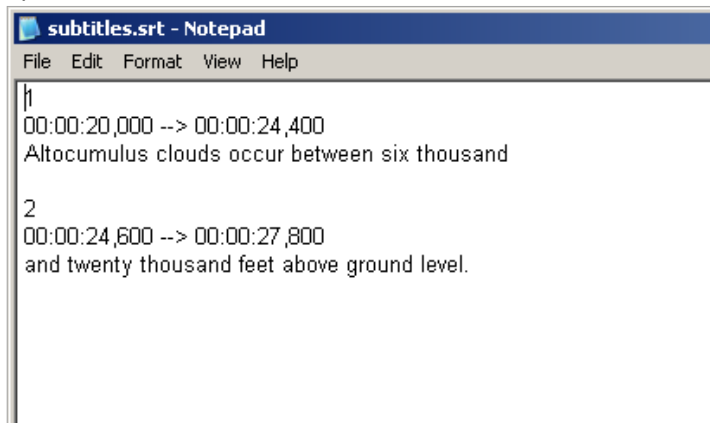 subtitles.srt - Notepad
File Edit Format View Help
1
00:00:20,000 --> 00:00:24,400
Altocumulus clouds occur between six thousand

2
00:00:24,600 --> 00:00:27,800
and twenty thousand feet above ground level.